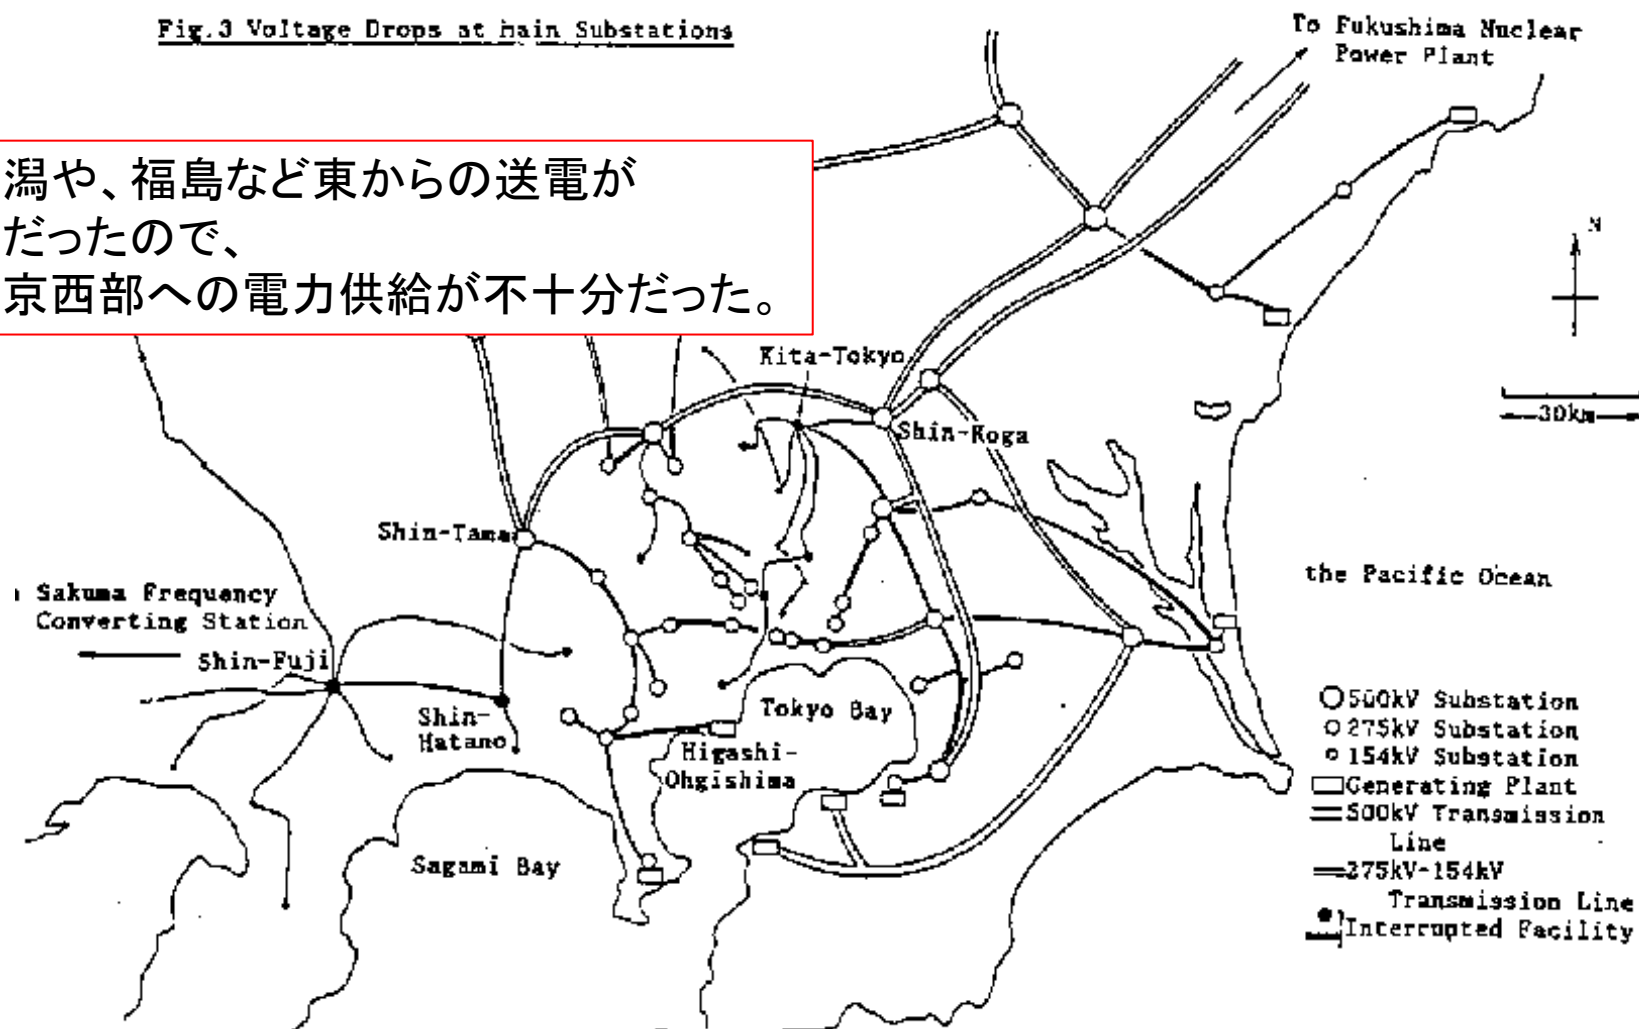 Fig.3 Voltage Drops at main Substations
To Fukushima Nuclear
Power Plant
潟や、福島など東からの送電が
だったので、
京西部への電力供給が不十分だった。
N
30km
Kita-Tokyo
Shin-Koga
Shin-Tama
the Pacific Ocean
Sakuma Frequency
Converting Station
Shin-Fuji
Shin-
Hatano
Tokyo Bay
Higashi-
Ohgishima
Sagami Bay
500kV Substation
275kV Substation
154kV Substation
Generating Plant
500kV Transmission
Line
275kV-154kV
Transmission Line
Interrupted Facility